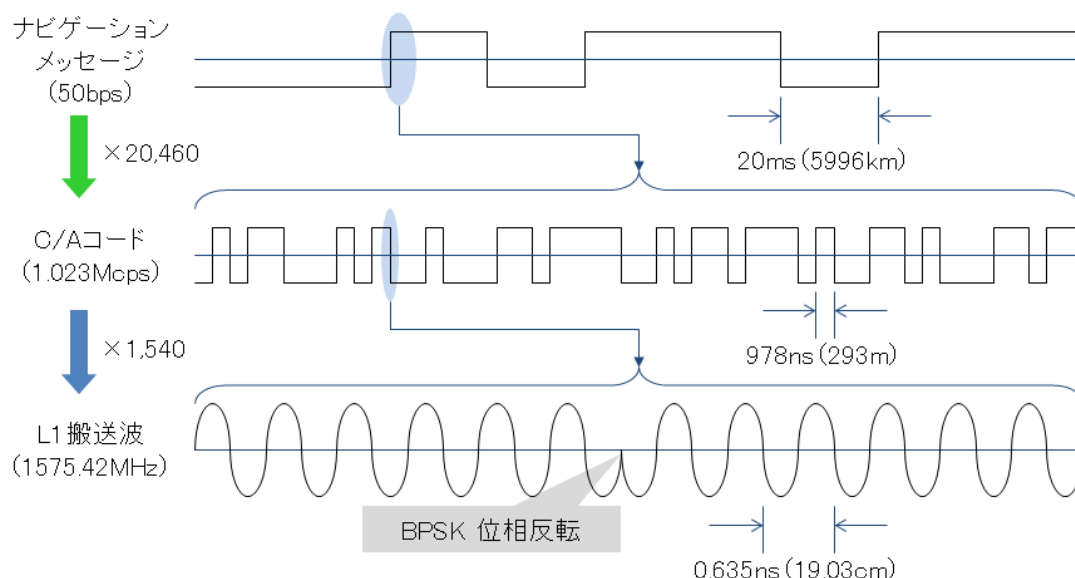 ナビゲーション
メッセージ
(50bps)
×20,460
20ms(5996km)
C/Aコード
(1.023Mcps)
×1,540
978ns(293m)
L1搬送波
(1575.42MHz)
BPSK 位相反転
0.635ns(19.03cm)